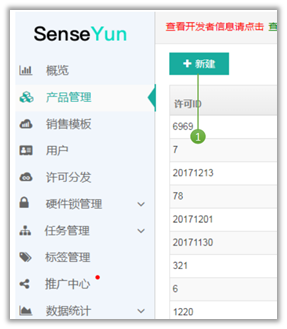 SenseYun
概览
产品管理
销售模板
用户
许可分发
硬件锁管理
任务管理
标签管理
推广中心
数据统计
查看开发者信息请点击
新建
1
许可ID
6969
7
20171213
78
20171201
20171130
321
6
1220